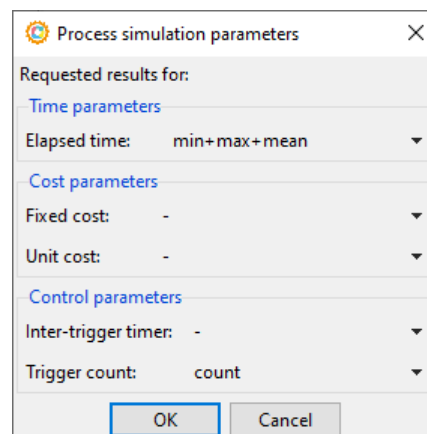 Process simulation parameters
Requested results for:
Time parameters
Elapsed time: min+max+mean
Cost parameters
Fixed cost: -
Unit cost: -
Control parameters
Inter-trigger timer: -
Trigger count: count
OK Cancel